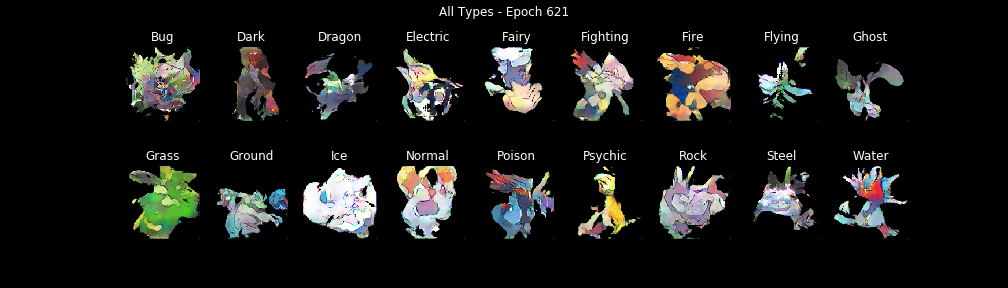 All Types - Epoch 621
Bug Dark Dragon Electric Fairy Fighting Fire Flying Ghost
Grass Ground Ice Normal Poison Psychic Rock Steel Water